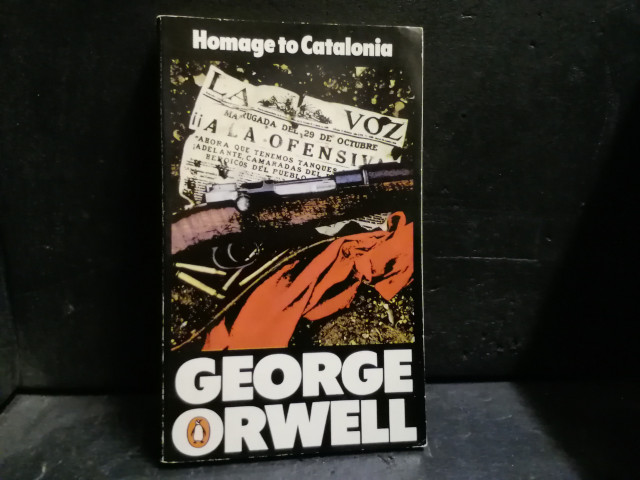 Homage to Catalonia
LA VOZ
MADRUGADA DEL 29 DE OCTUBRE
¡¡A LA OFENSIV
AHORA QUE TENEMOS TANQUES
¡ADELANTE, CAMARADAS DEL
HEROICOS DEL PUEBLO
GEORGE
ORWELL